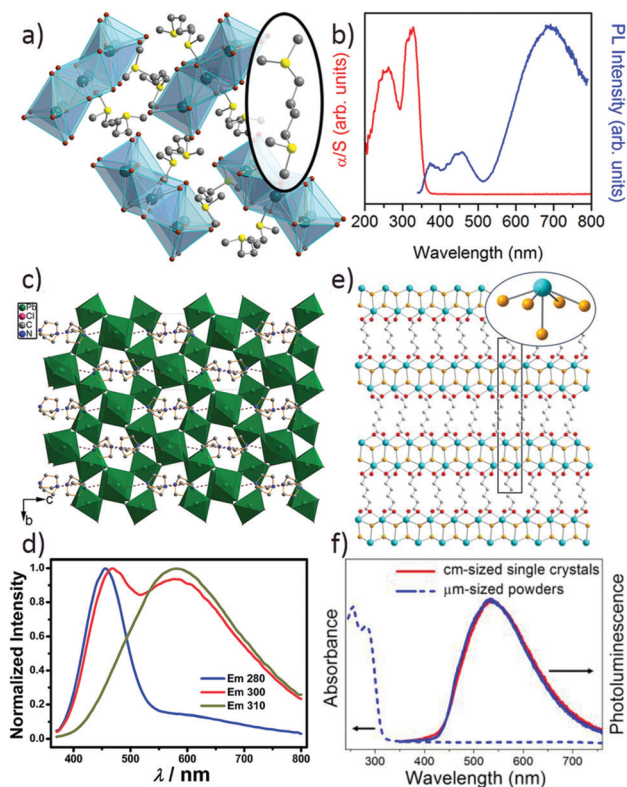 a)
b)
α/S (arb. units)
PL Intensity (arb. units)
200 300 400 500 600 700 800
Wavelength (nm)
c)
Pb
Cl
C
N
c
b
e)
d)
Normalized Intensity
1.0
0.8
0.6
0.4
0.2
0.0
Em 280
Em 300
Em 310
400 500 600 700 800
λ / nm
f)
cm-sized single crystals
μm-sized powders
Absorbance
Photoluminescence
300 400 500 600 700
Wavelength (nm)